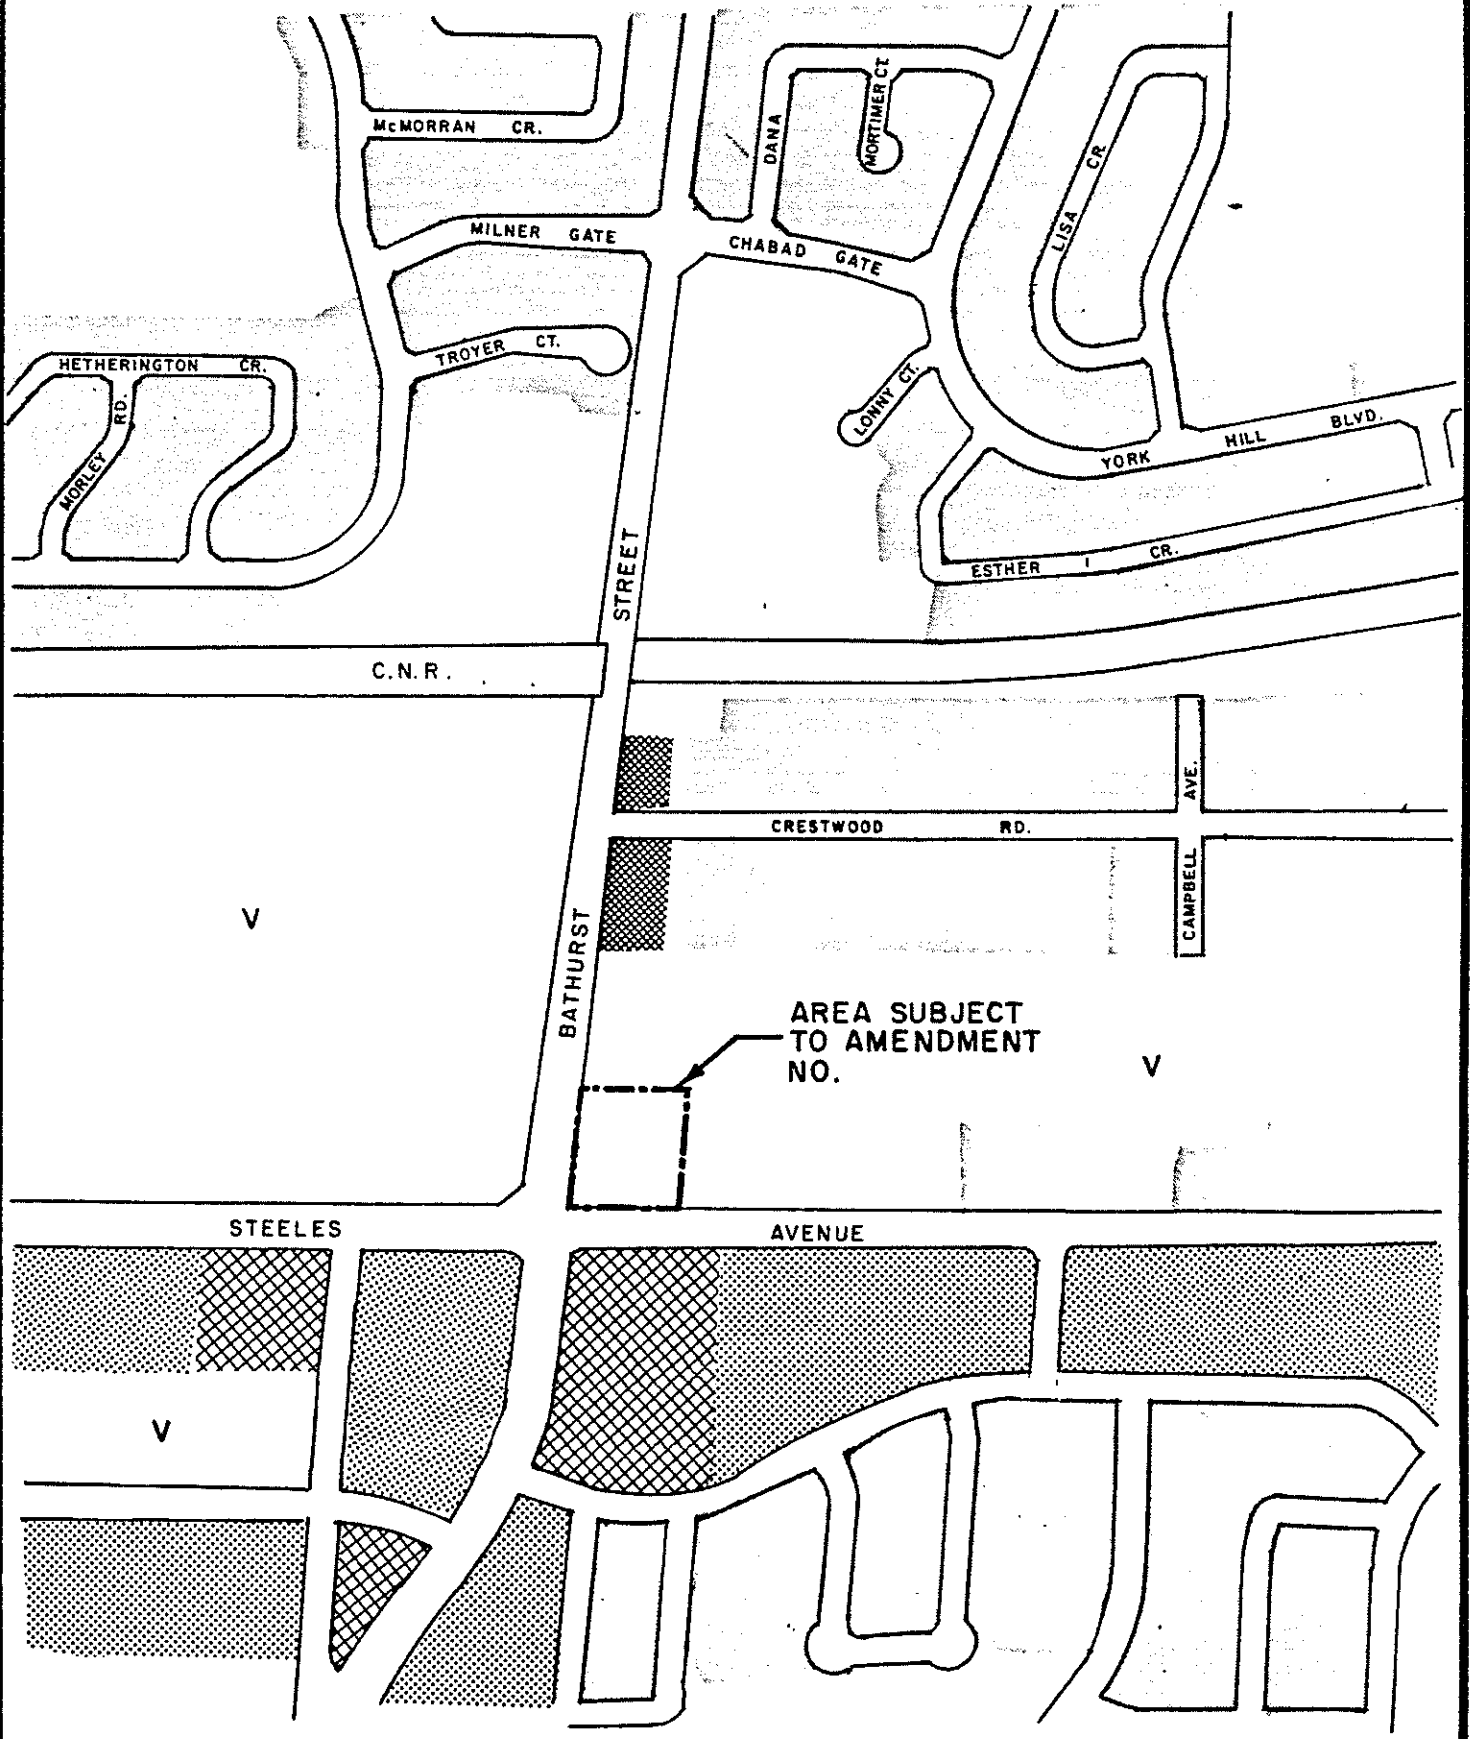 McMORRAN CR.
DANA
MORTIMER CT.
LISA CR.
MILNER GATE
CHABAD GATE
TROYER CT.
HETHERINGTON CR.
MORLEY RD.
LONNY CT.
YORK HILL BLVD.
ESTHER CR.
BATHURST STREET
C.N.R.
CAMPBELL AVE.
CRESTWOOD RD.
V
AREA SUBJECT
TO AMENDMENT
NO.
V
STEELES AVENUE
V